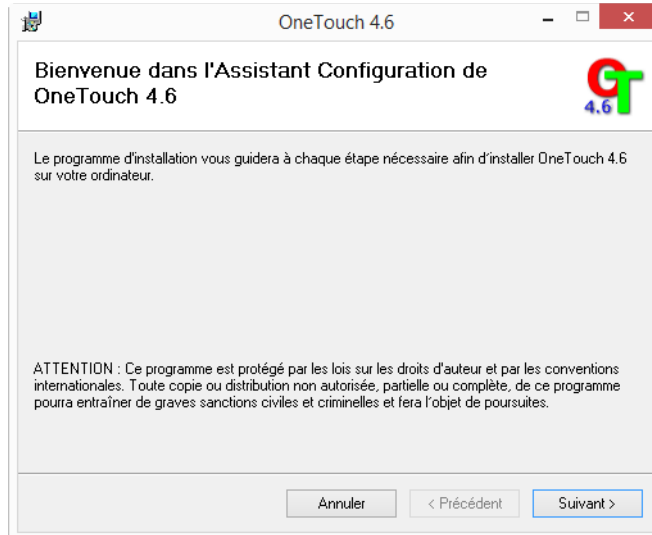 OneTouch 4.6
Bienvenue dans l'Assistant Configuration de
OneTouch 4.6
OT
4.6
Le programme d'installation vous guidera à chaque étape nécessaire afin d'installer OneTouch 4.6
sur votre ordinateur.
ATTENTION : Ce programme est protégé par les lois sur les droits d'auteur et par les conventions
internationales. Toute copie ou distribution non autorisée, partielle ou complète, de ce programme
pourra entraîner de graves sanctions civiles et criminelles et fera l'objet de poursuites.
Annuler
< Précédent
Suivant >